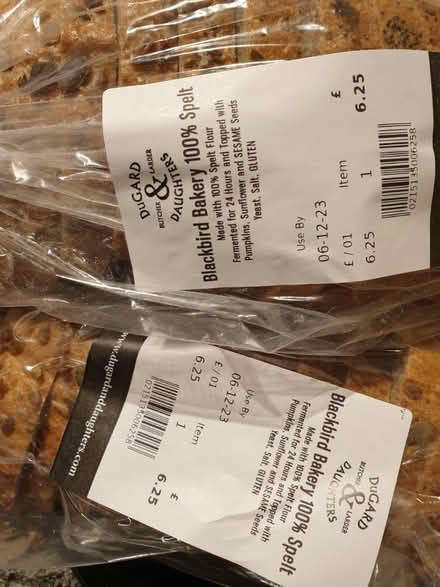 DUGARD
BUTCHER & LARDER
DAUGHTERS
Blackbird Bakery 100% Spelt
Made with 100% Spelt Flour
Fermented for 24 Hours and Topped with
Pumpkins, Sunflower and SESAME Seeds
Yeast, Salt, GLUTEN
Use By
06-12-23
£ / 01 Item £
6.25 1 6.25
0215135006258
DUGARD
BUTCHER & LARDER
DAUGHTERS
Blackbird Bakery 100% Spelt
Made with 100% Spelt Flour
Fermented for 24 Hours and Topped with
Pumpkins, Sunflower and SESAME Seeds
Yeast, Salt, GLUTEN
Use By
06-12-23
£ / 01 Item £
6.25 1 6.25
0215135006258
www.dugardanddaughters.com